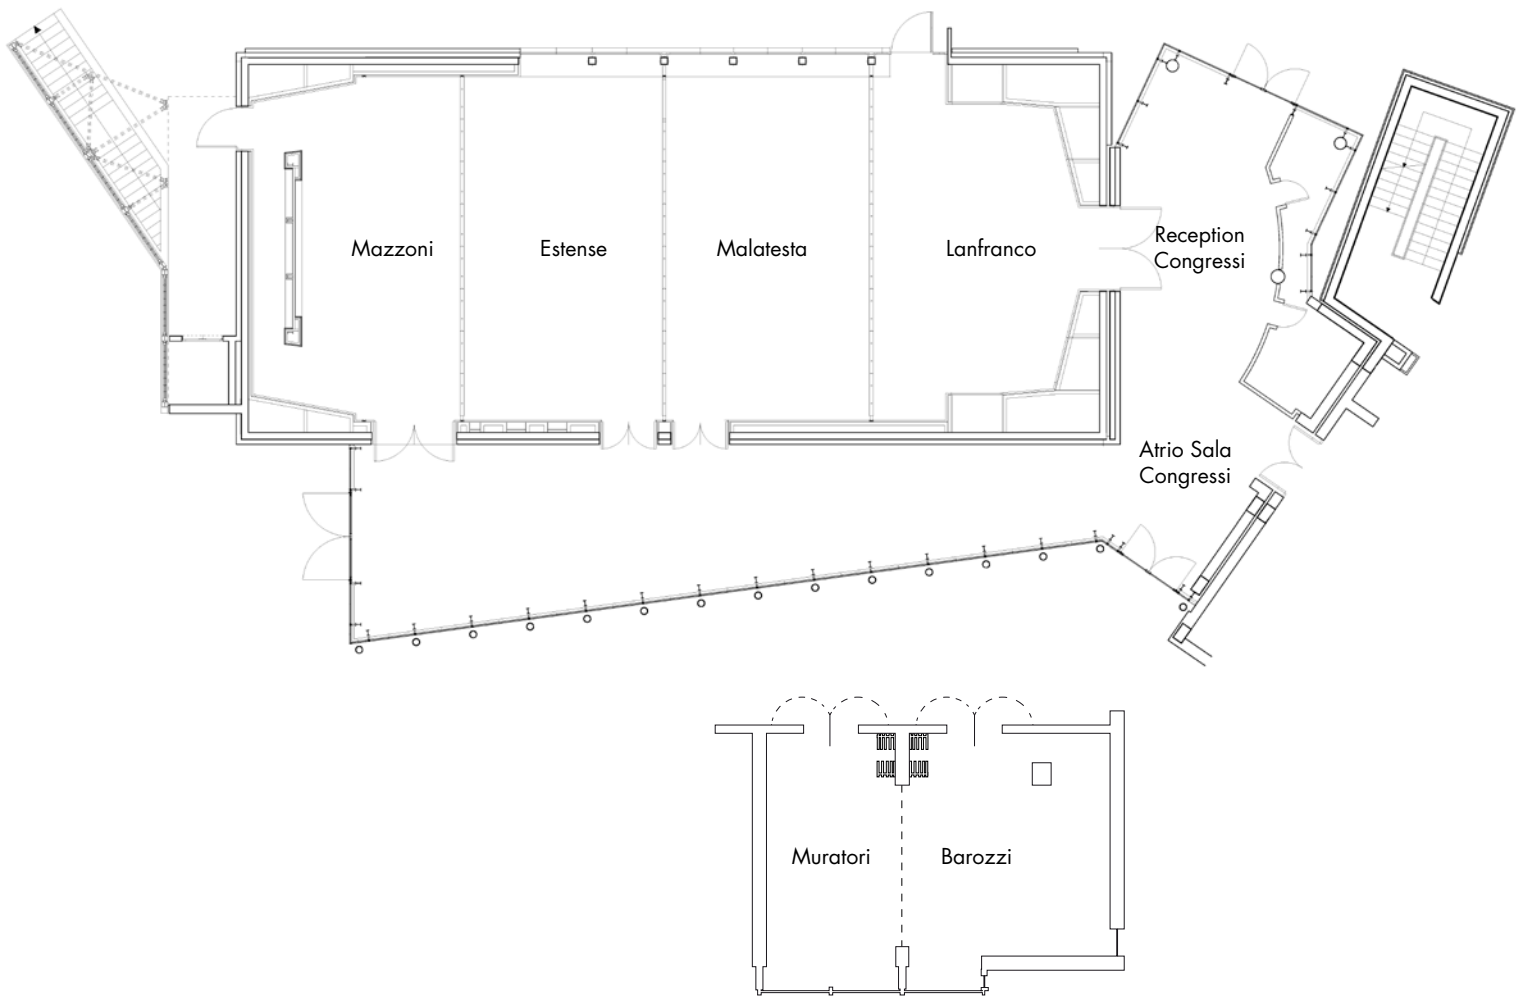 Mazzoni
Estense
Malatesta
Lanfranco
Reception
Congressi
Atrio Sala
Congressi
Muratori
Barozzi